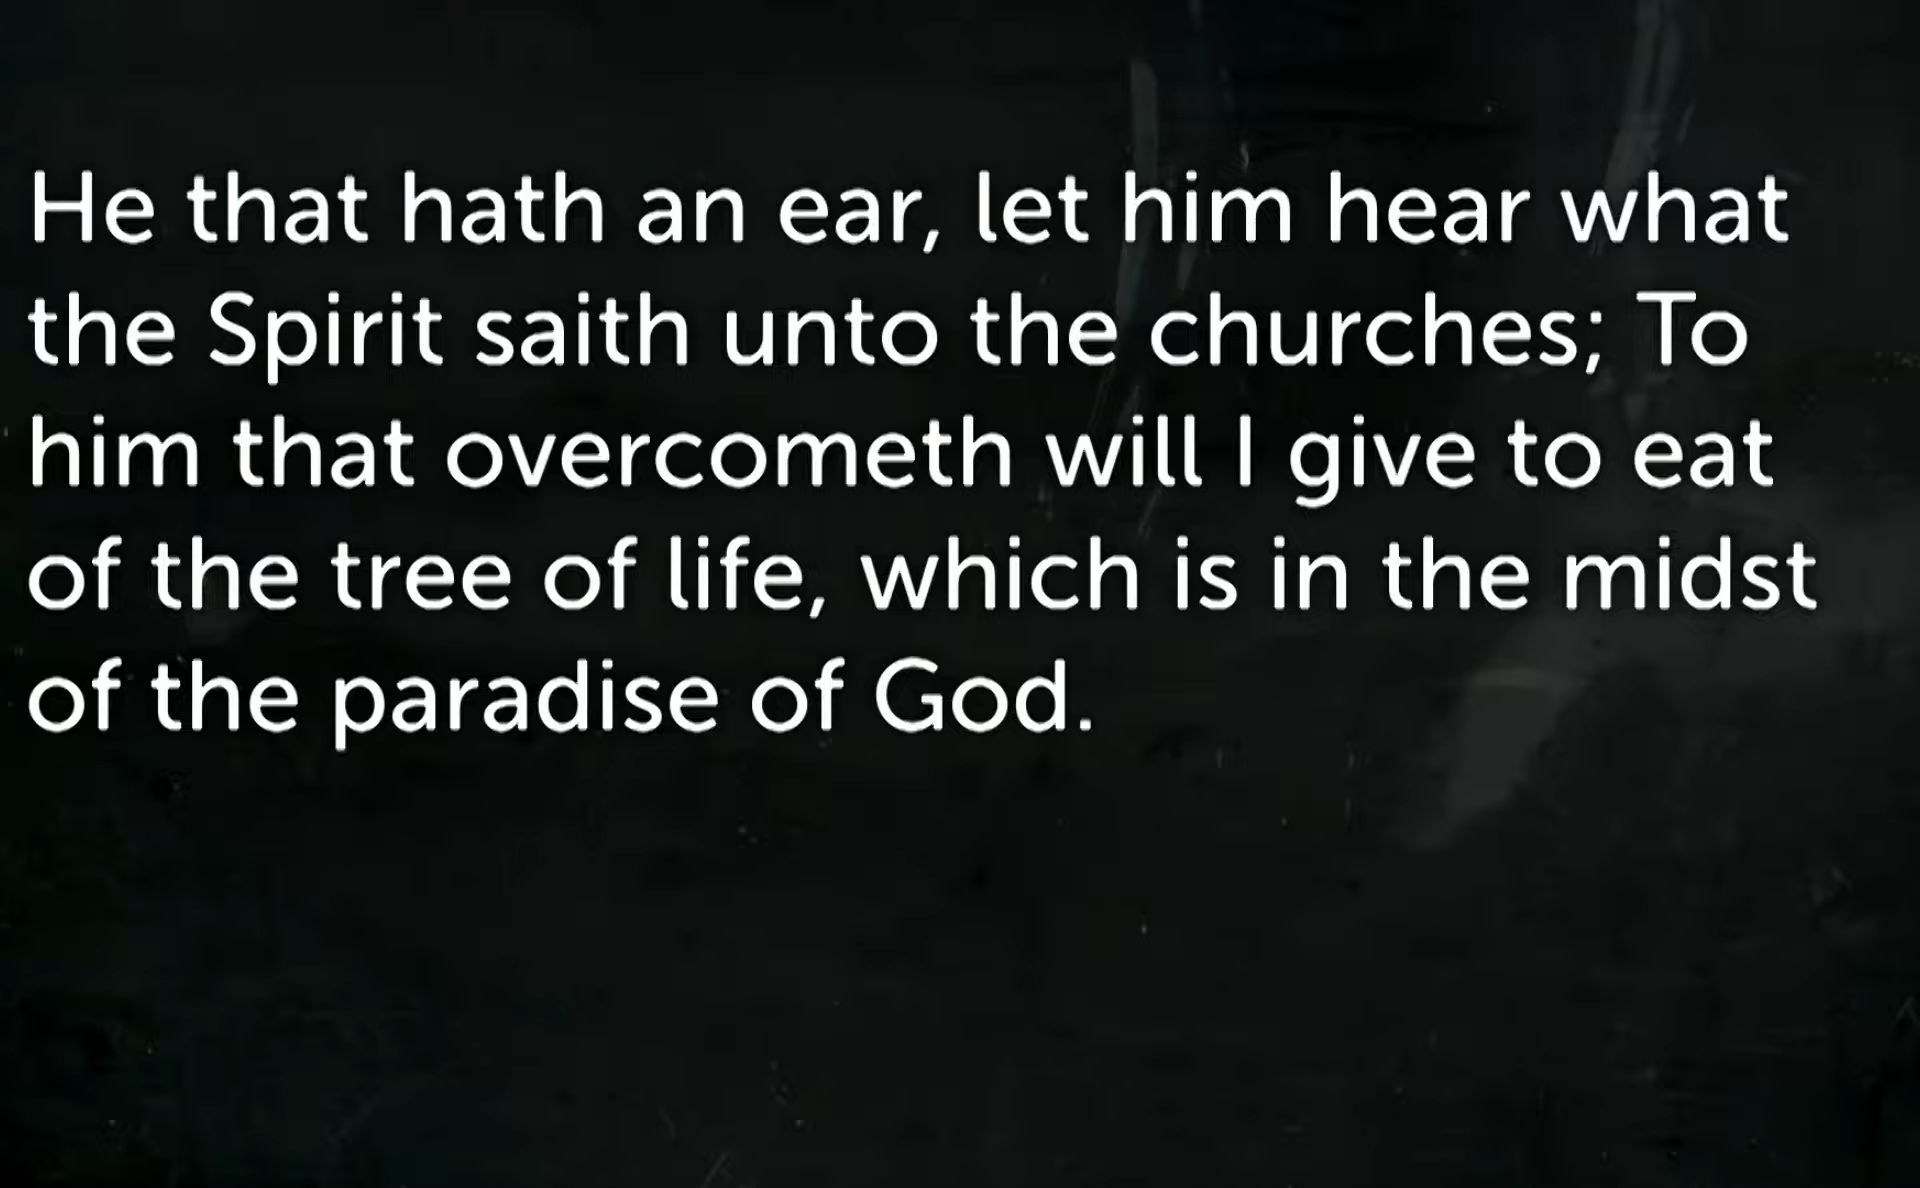 He that hath an ear, let him hear what
the Spirit saith unto the churches; To
him that overcometh will I give to eat
of the tree of life, which is in the midst
of the paradise of God.